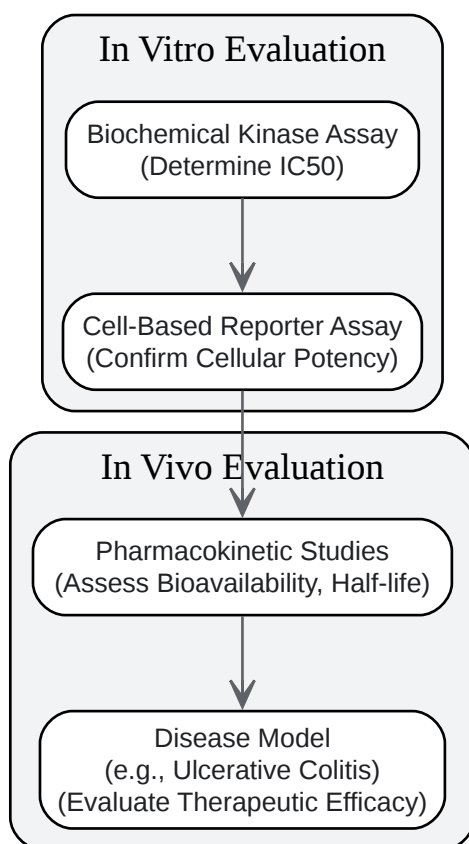 In Vitro Evaluation
Biochemical Kinase Assay
(Determine IC50)
Cell-Based Reporter Assay
(Confirm Cellular Potency)
In Vivo Evaluation
Pharmacokinetic Studies
(Assess Bioavailability, Half-life)
Disease Model
(e.g., Ulcerative Colitis)
(Evaluate Therapeutic Efficacy)